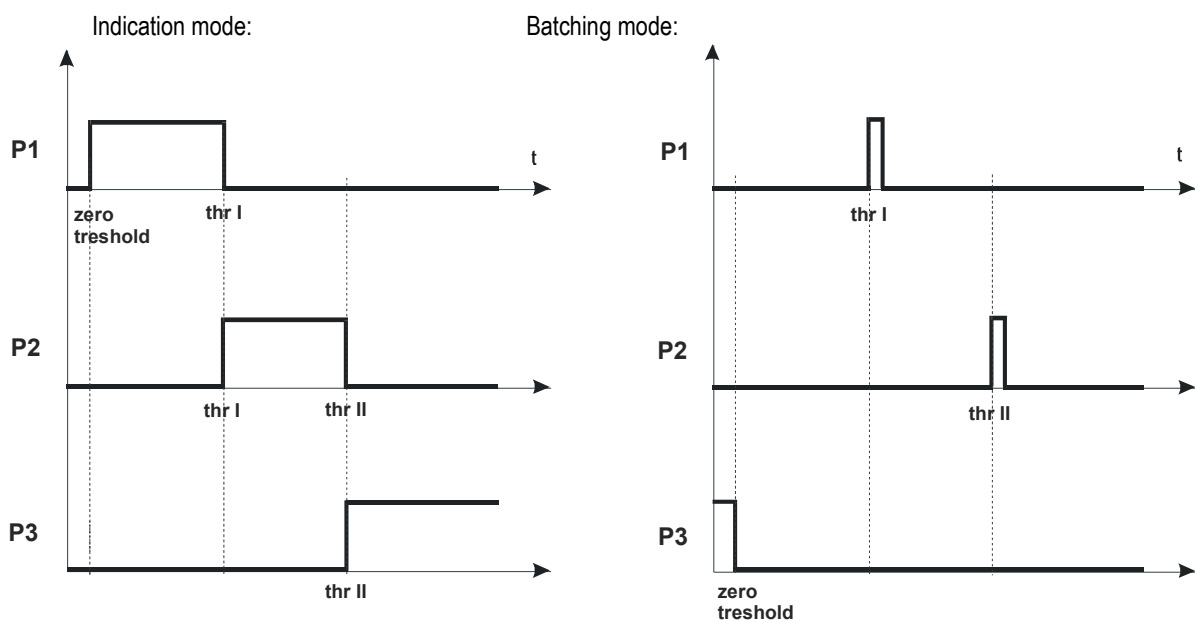 Indication mode:
P1
t
zero
treshold
thr I
P2
thr I
thr II
P3
thr II
Batching mode:
P1
t
thr I
P2
thr II
P3
zero
treshold